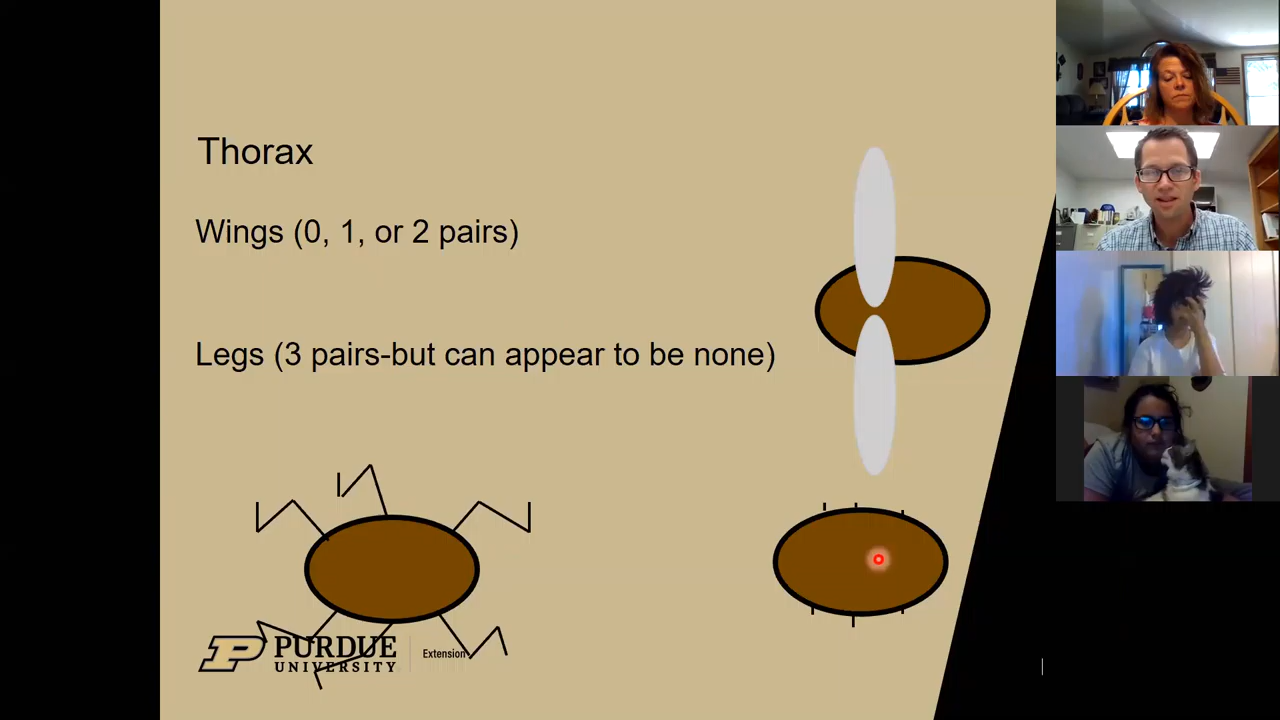 Thorax
Wings (0, 1, or 2 pairs)
Legs (3 pairs-but can appear to be none)
PURDUE
UNIVERSITY
Extension